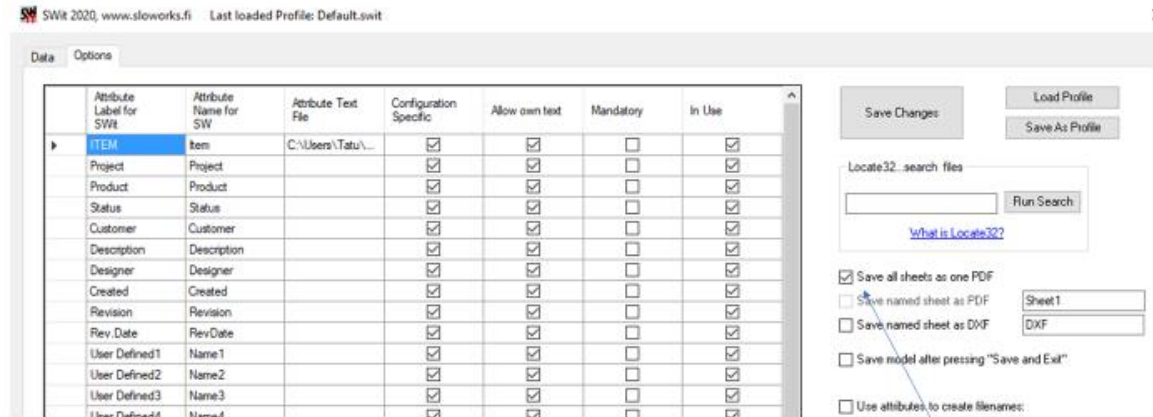 SWit 2020, www.sloworks.fi Last loaded Profile: Default.swit
Data Options
Attribute Label for SWit Attribute Name for SW Attribute Text File Configuration Specific Allow own text Mandatory In Use
ITEM Item C:\Users\Tatu\...
Project Project
Product Product
Status Status
Customer Customer
Description Description
Designer Designer
Created Created
Revision Revision
Rev.Date RevDate
User Defined1 Name1
User Defined2 Name2
User Defined3 Name3
User Defined4 Name4
Save Changes
Load Profile
Save As Profile
Locate32...search files
Run Search
What is Locate32?
Save all sheets as one PDF
Save named sheet as PDF Sheet1
Save named sheet as DXF DXF
Save model after pressing "Save and Exit"
Use attributes to create filenames: